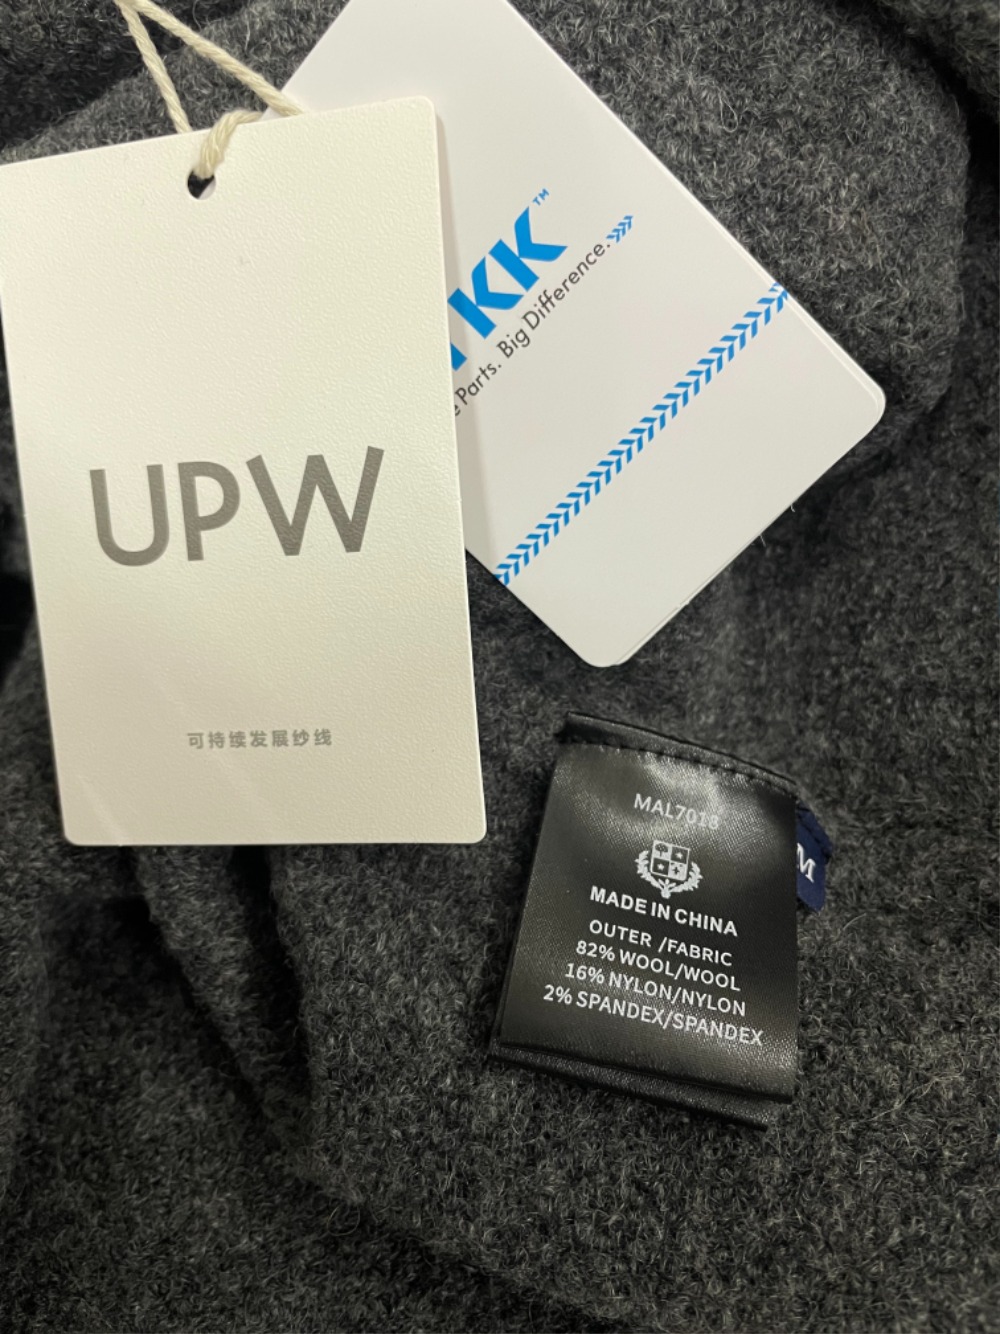 UPW
可持续发展纱线
KK™
Parts. Big Difference.
MAL7018
MADE IN CHINA
OUTER /FABRIC
82% WOOL/WOOL
16% NYLON/NYLON
2% SPANDEX/SPANDEX
M